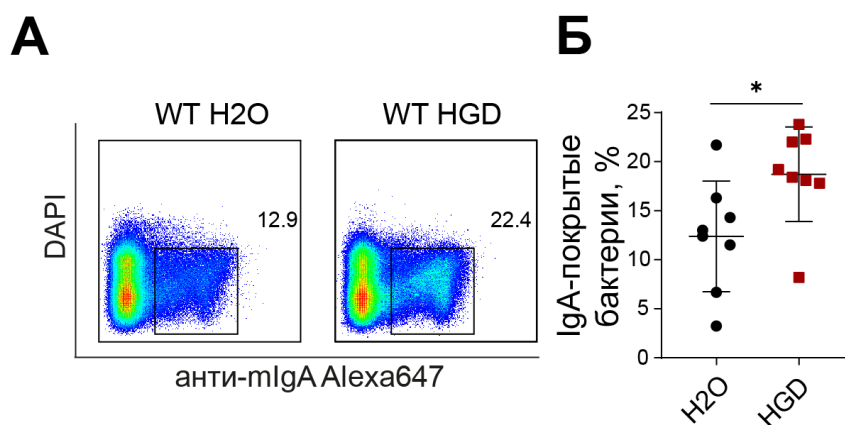 А
Б
WT H2O
WT HGD
DAPI
12.9
22.4
анти-mIgA Alexa647
*
IgA-покрытые
бактерии, %
25
20
15
10
5
0
H2O
HGD